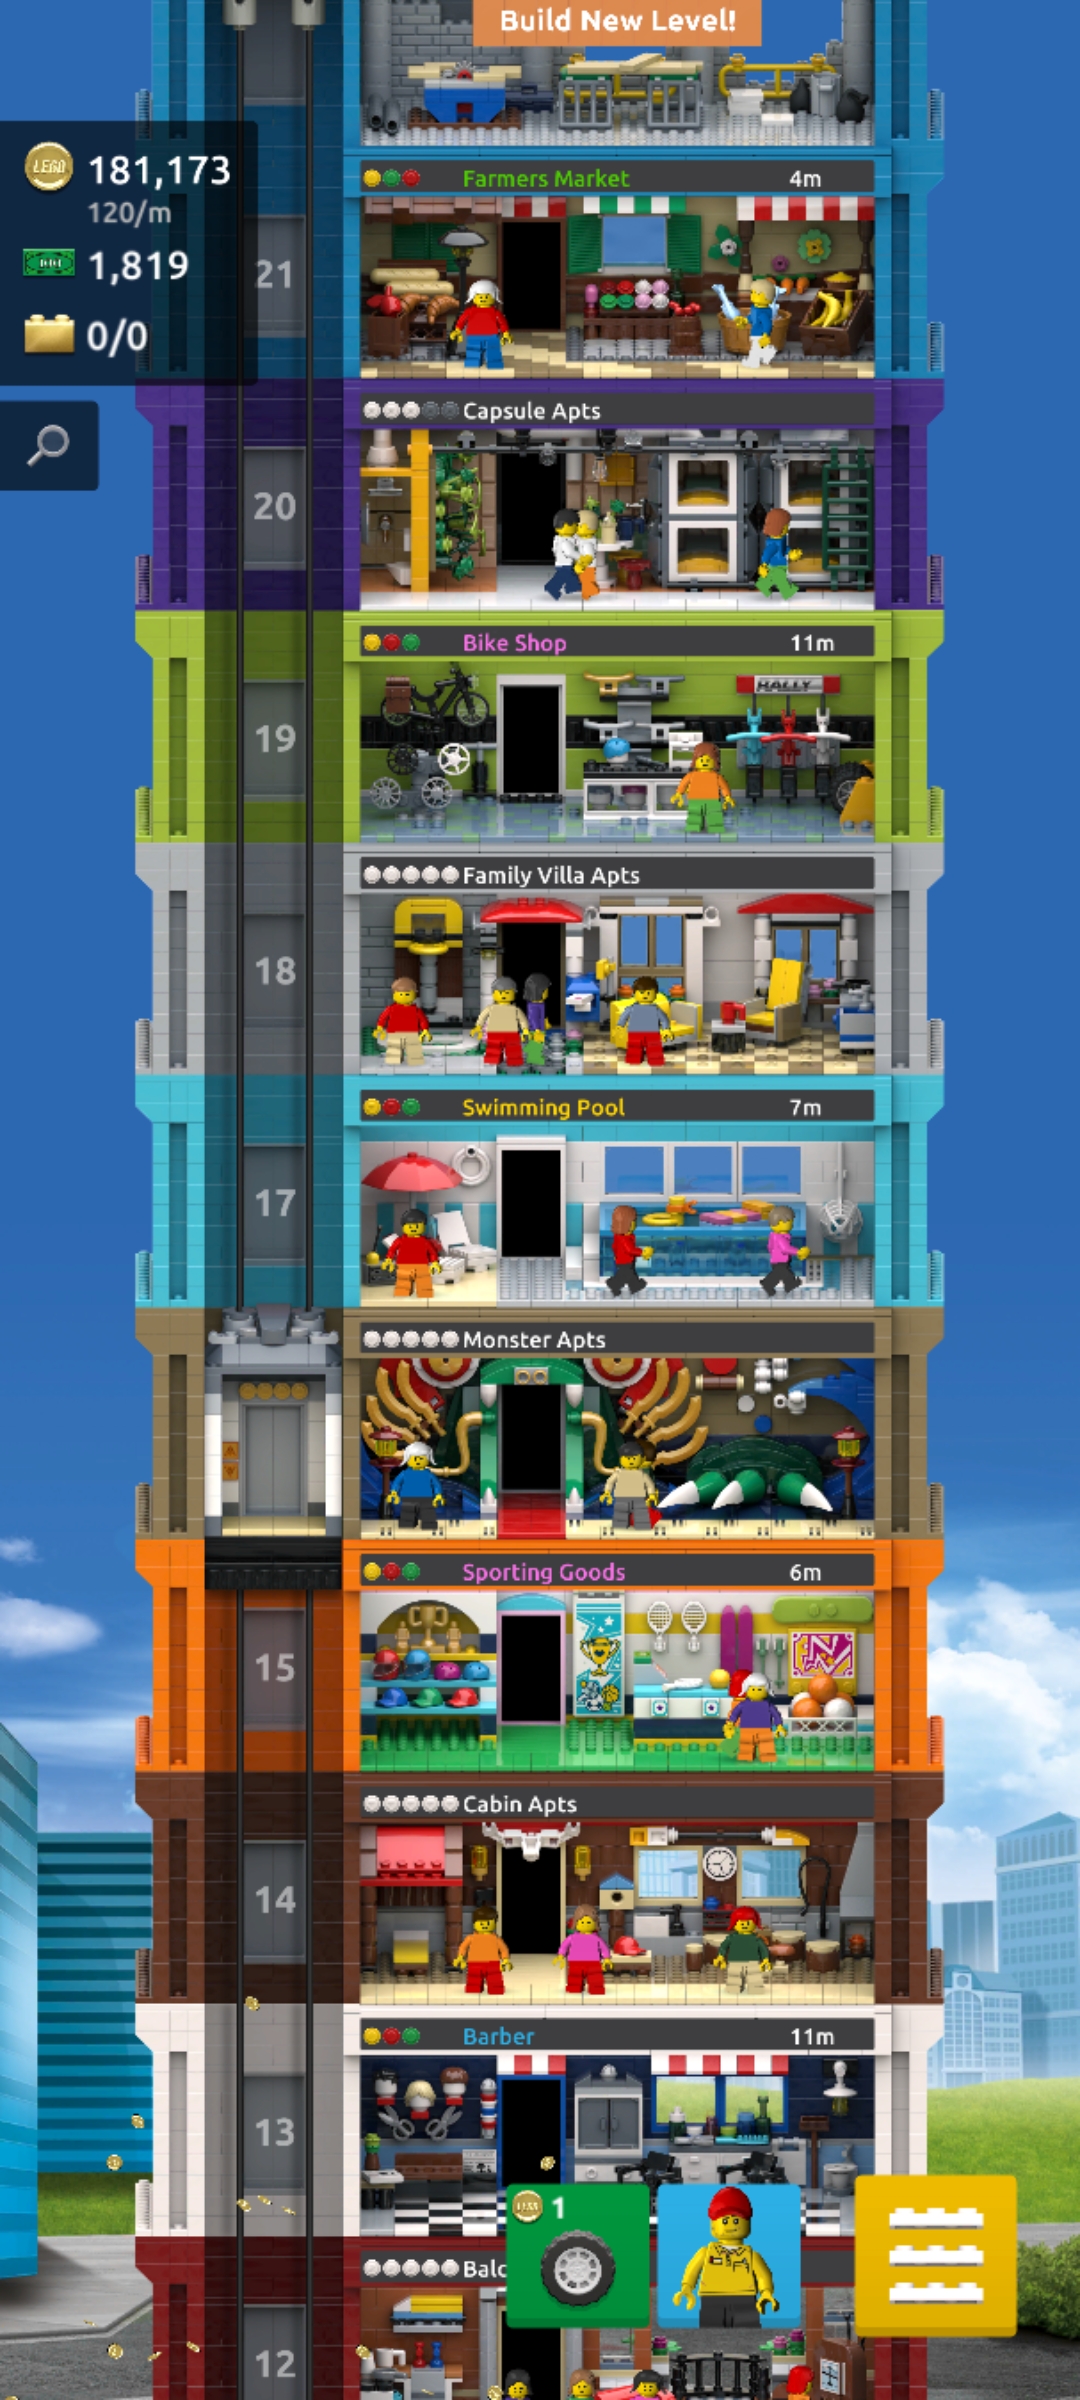 Build New Level!
LEGO 181,173
120/m
1,819
0/0
Farmers Market 4m
21
Capsule Apts
20
Bike Shop 11m
RALLY
19
Family Villa Apts
18
Swimming Pool 7m
17
Monster Apts
Sporting Goods 6m
15
Cabin Apts
14
Barber 11m
13
1
Balc
12